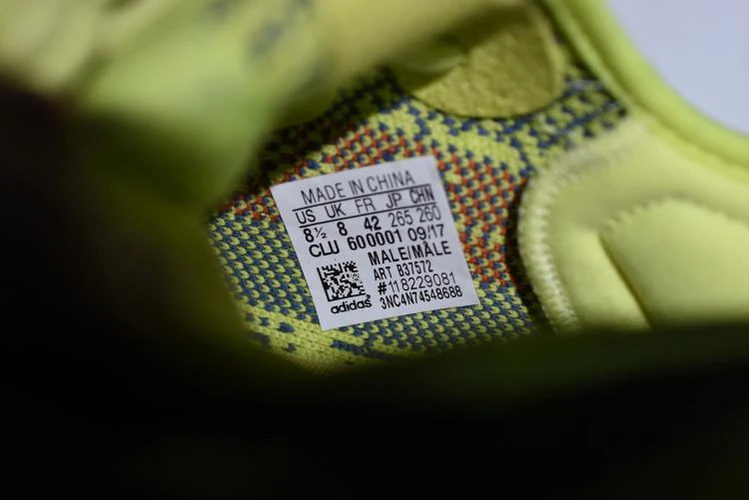 MADE IN CHINA
US UK FR JP CHN
8½ 8 42 265 260
CLU 600001 09/17
MALE/MÂLE
ART B37572
#118229081
adidas 3NC4N74548688